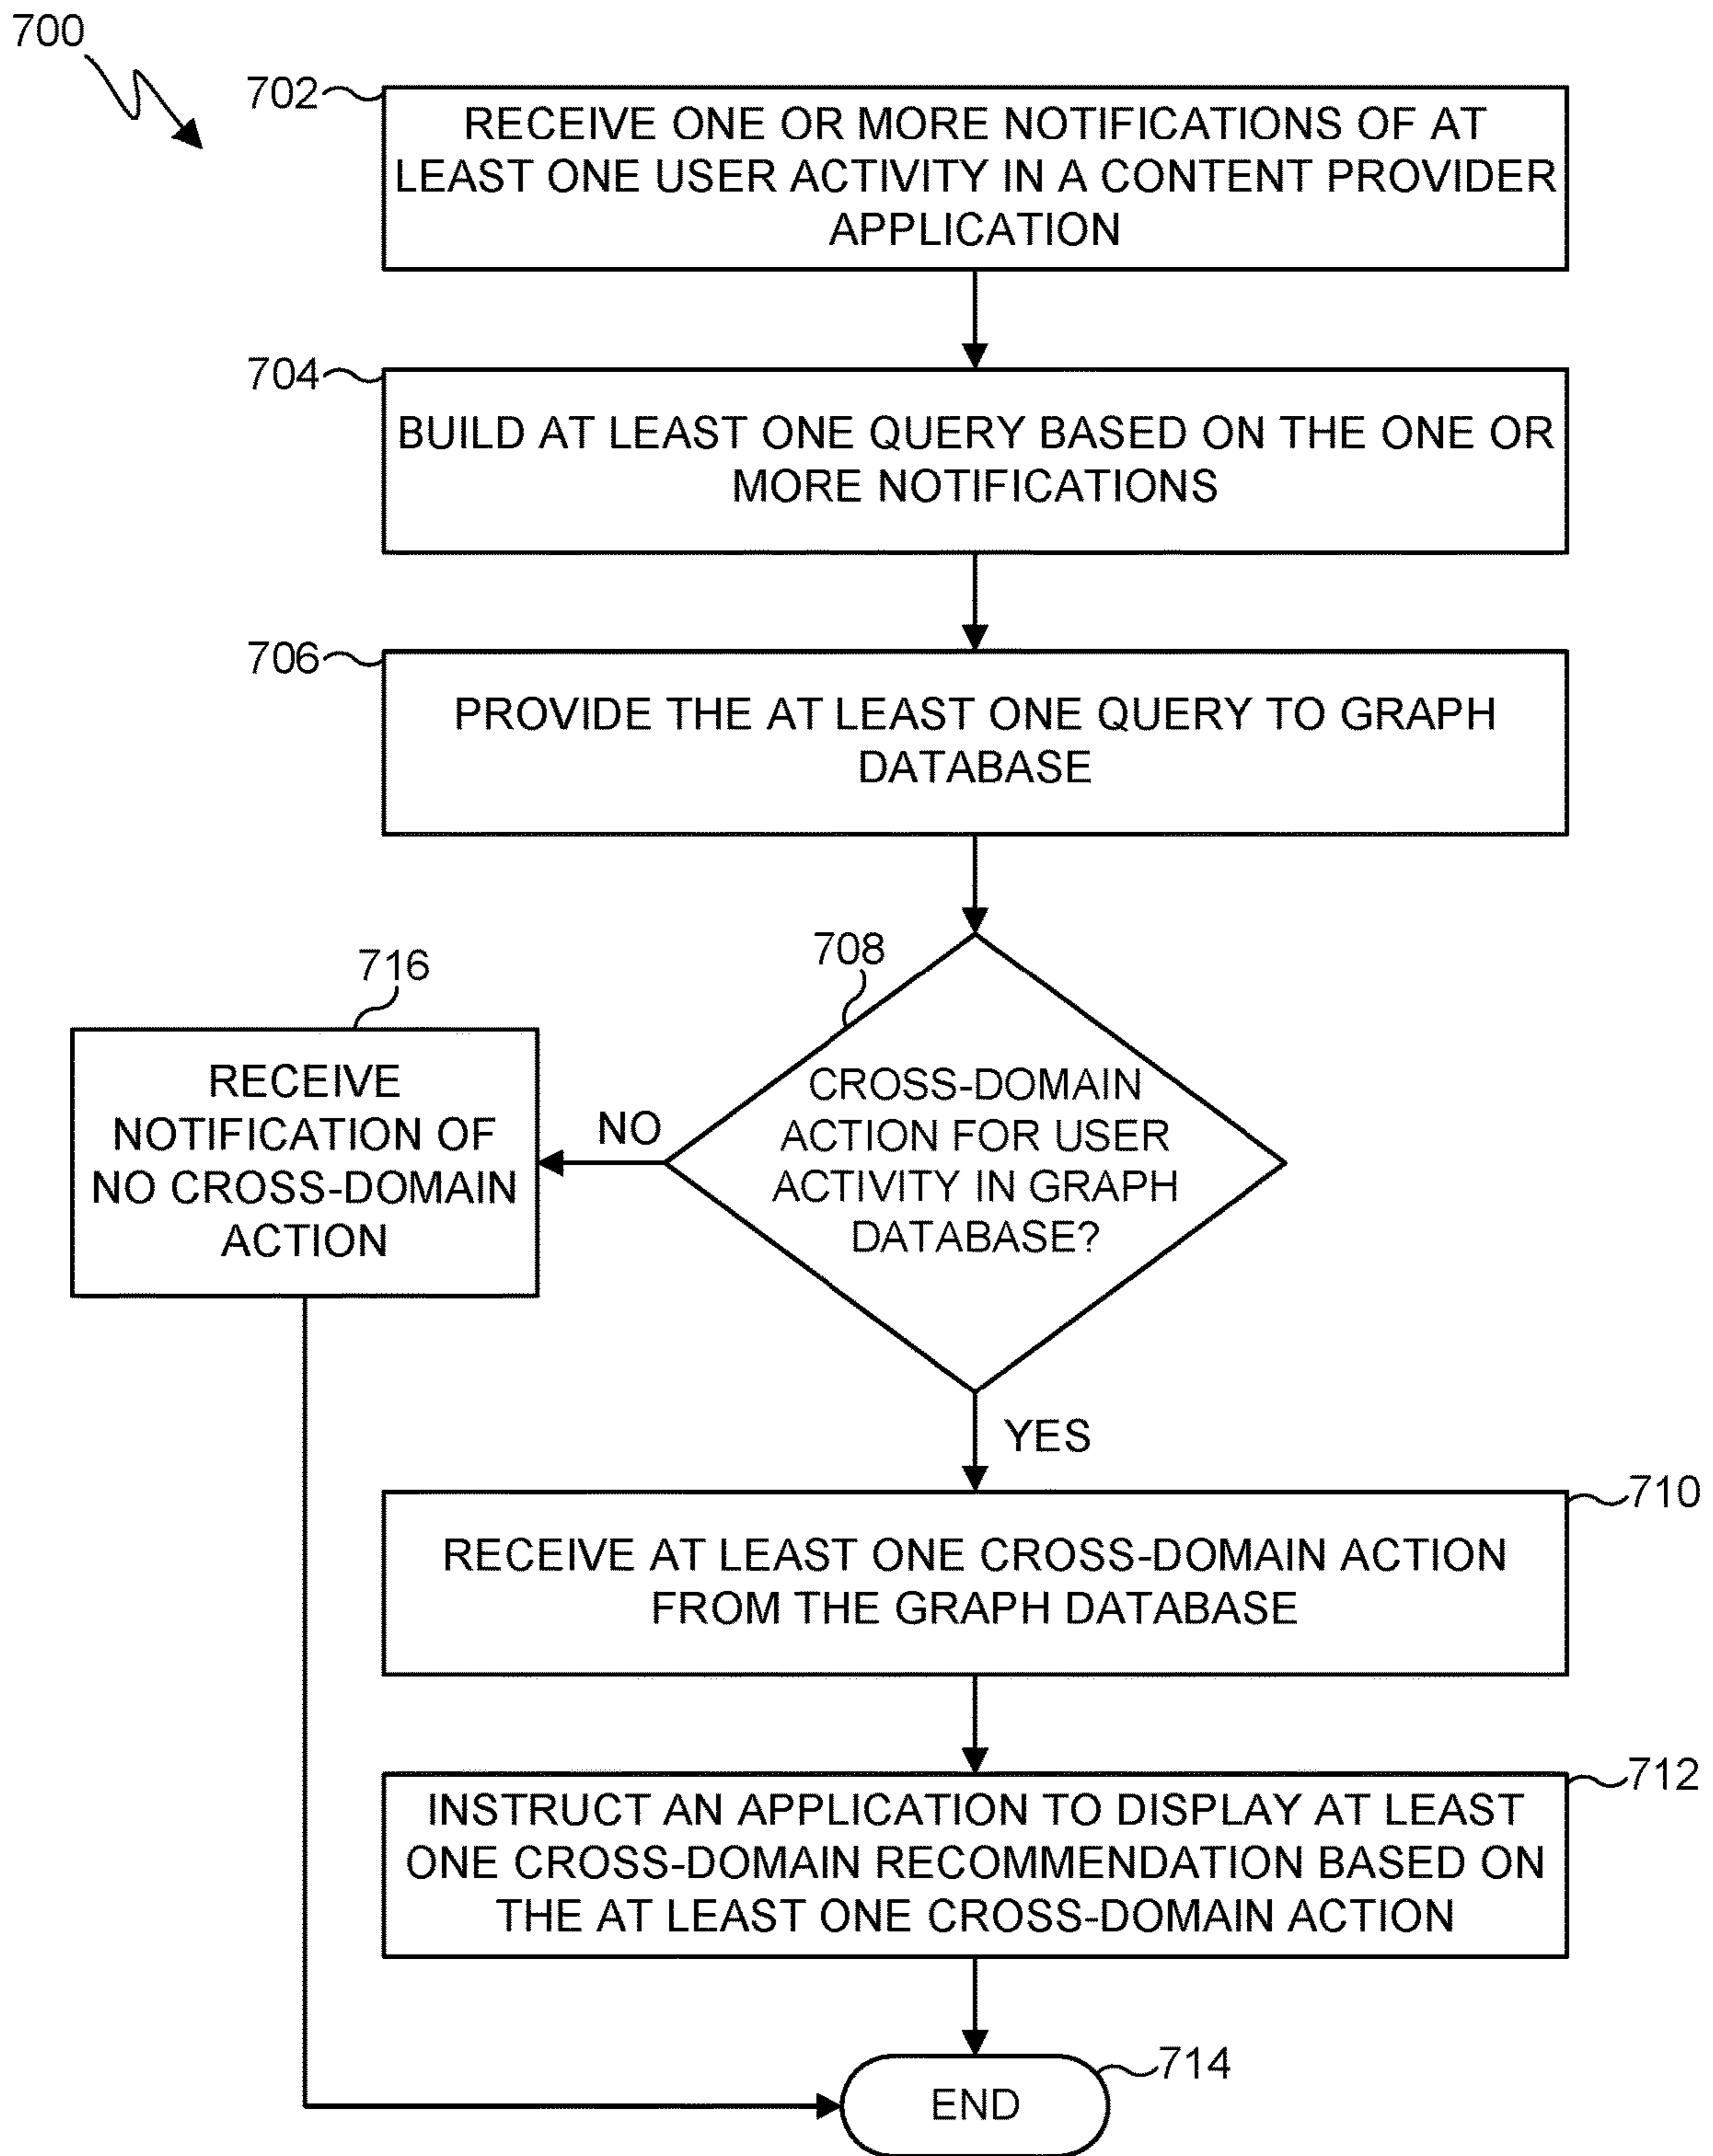 700
702
RECEIVE ONE OR MORE NOTIFICATIONS OF AT
LEAST ONE USER ACTIVITY IN A CONTENT PROVIDER
APPLICATION
704
BUILD AT LEAST ONE QUERY BASED ON THE ONE OR
MORE NOTIFICATIONS
706
PROVIDE THE AT LEAST ONE QUERY TO GRAPH
DATABASE
708
CROSS-DOMAIN
ACTION FOR USER
ACTIVITY IN GRAPH
DATABASE?
NO
716
RECEIVE
NOTIFICATION OF
NO CROSS-DOMAIN
ACTION
YES
710
RECEIVE AT LEAST ONE CROSS-DOMAIN ACTION
FROM THE GRAPH DATABASE
712
INSTRUCT AN APPLICATION TO DISPLAY AT LEAST
ONE CROSS-DOMAIN RECOMMENDATION BASED ON
THE AT LEAST ONE CROSS-DOMAIN ACTION
714
END